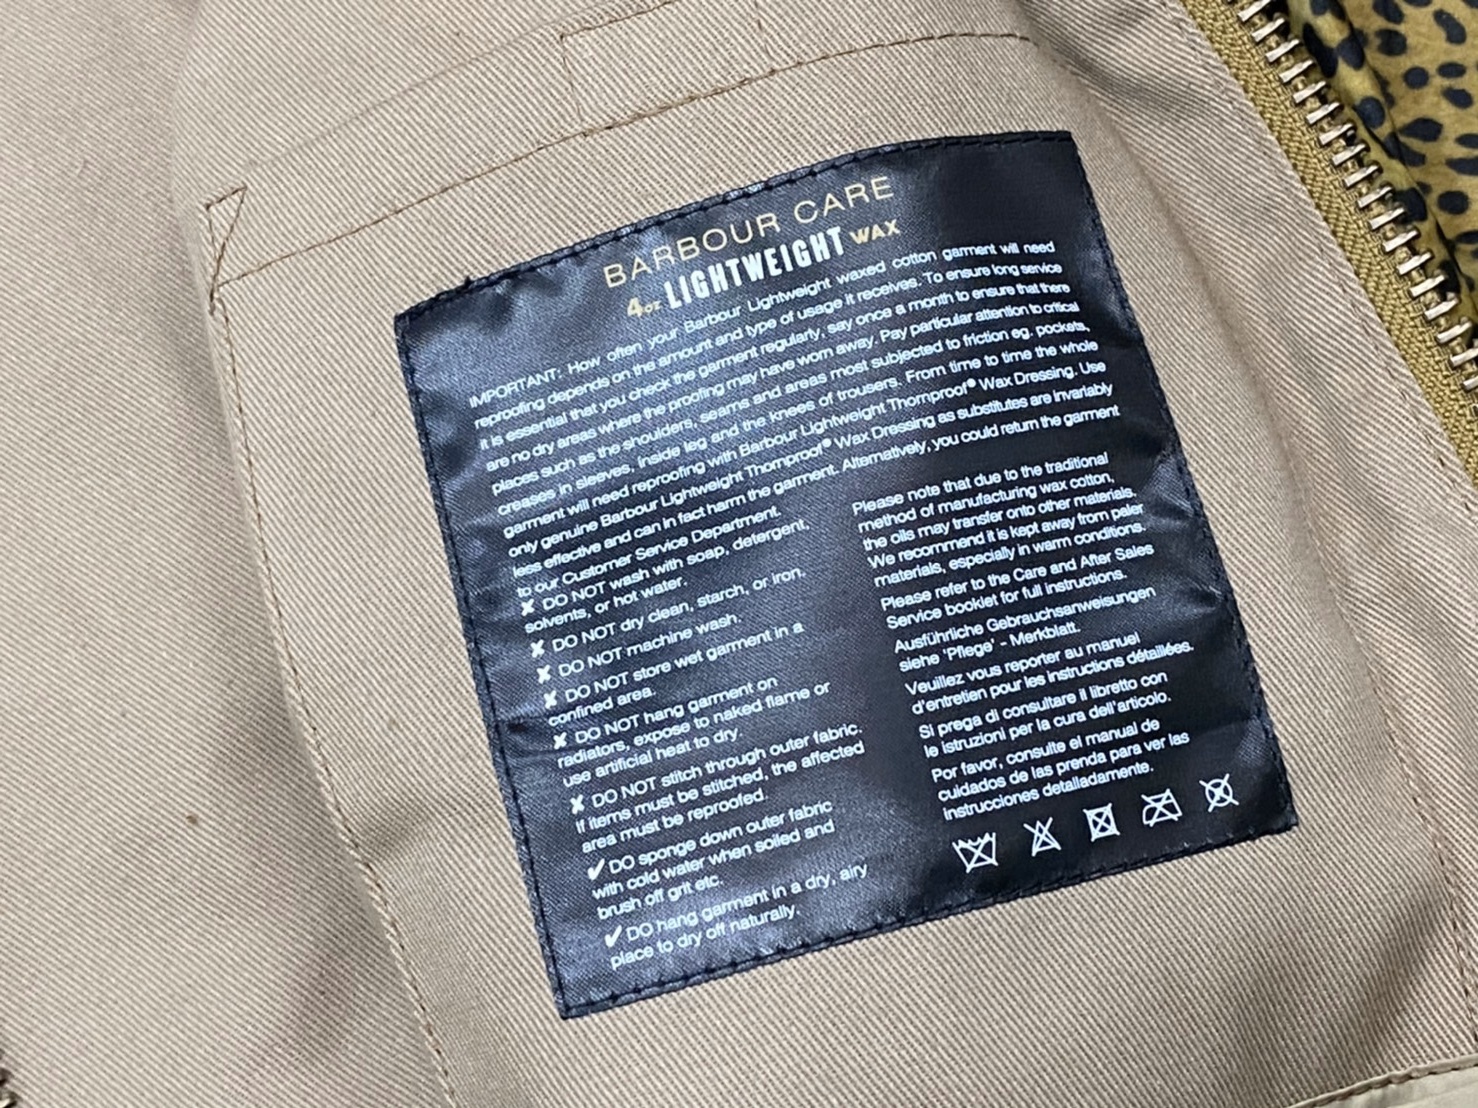 BARBOUR CARE
4oz LIGHTWEIGHT WAX
IMPORTANT: How often your Barbour Lightweight waxed cotton garment will need
reproofing depends on the amount and type of usage it receives. To ensure long service
it is essential that you check the garment regularly, say once a month to ensure that there
are no dry areas where the proofing may have worn away. Pay particular attention to critical
places such as the shoulders, seams and areas most subjected to friction eg. pockets,
creases in sleeves, inside leg and the knees of trousers. From time to time the whole
garment will need reproofing with Barbour Lightweight Thornproof® Wax Dressing. Use
only genuine Barbour Lightweight Thornproof® Wax Dressing as substitutes are invariably
less effective and can in fact harm the garment. Alternatively, you could return the garment
to our Customer Service Department.
✘ DO NOT wash with soap, detergent,
solvents, or hot water.
✘ DO NOT dry clean, starch, or iron.
✘ DO NOT machine wash.
✘ DO NOT store wet garment in a
confined area.
✘ DO NOT hang garment on
radiators, expose to naked flame or
use artificial heat to dry.
✘ DO NOT stitch through outer fabric.
If items must be stitched, the affected
area must be reproofed.
✔ DO sponge down outer fabric
with cold water when soiled and
brush off grit etc.
✔ DO hang garment in a dry, airy
place to dry off naturally.
Please note that due to the traditional
method of manufacturing wax cotton,
the oils may transfer onto other materials.
We recommend it is kept away from paler
materials, especially in warm conditions.
Please refer to the Care and After Sales
Service booklet for full instructions.
Ausführliche Gebrauchsanweisungen
siehe 'Pflege' - Merkblatt.
Veuillez vous reporter au manuel
d'entretien pour les instructions détaillées.
Si prega di consultare il libretto con
le istruzioni per la cura dell'articolo.
Por favor, consulte el manual de
cuidados de las prenda para ver las
instrucciones detalladamente.